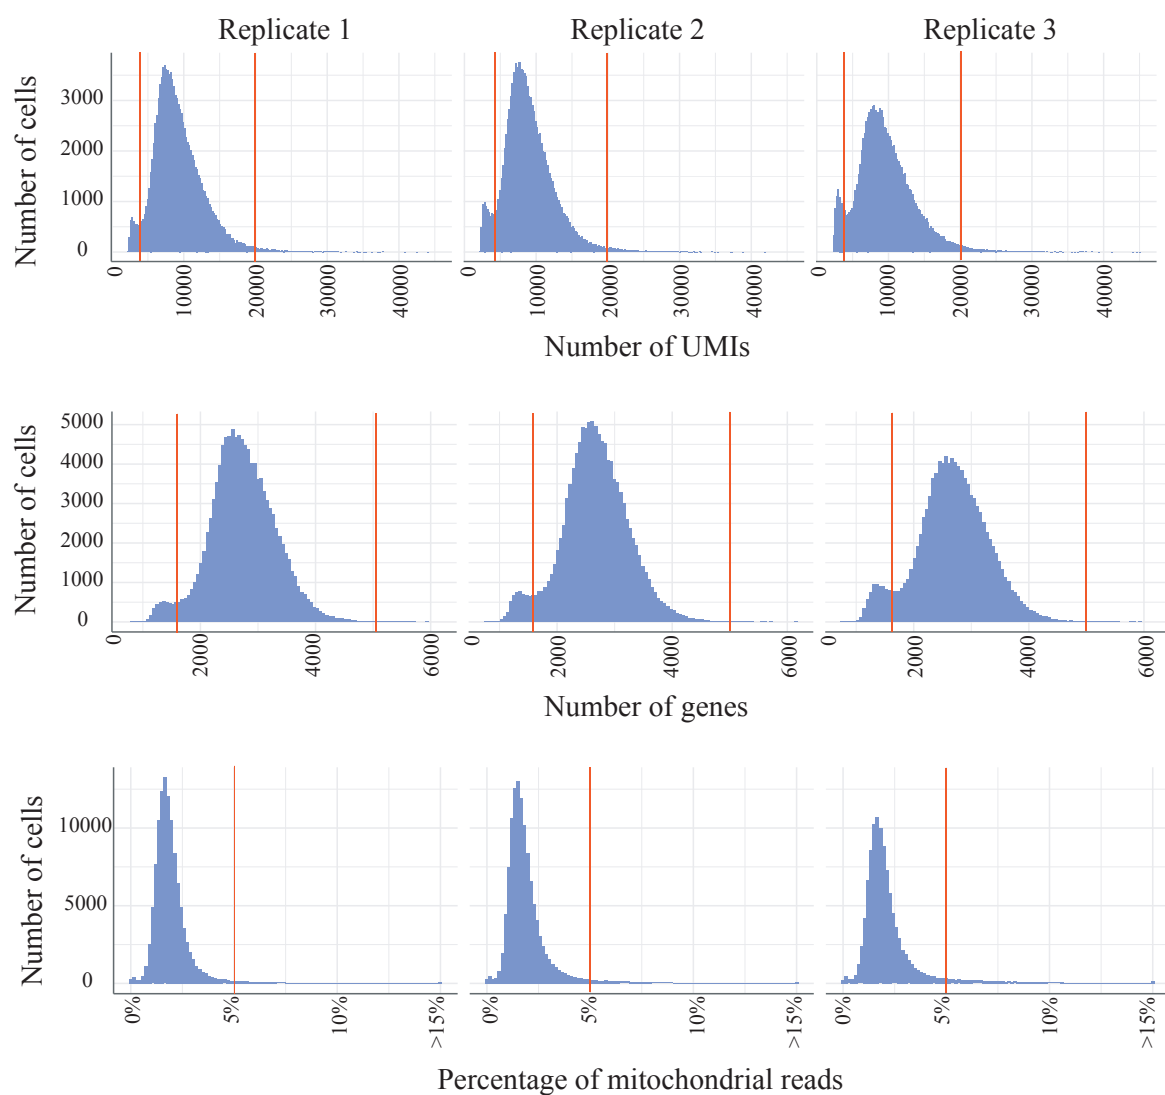 Replicate 1 Replicate 2 Replicate 3
Number of cells
3000
2000
1000
0
0 10000 20000 30000 40000 0 10000 20000 30000 40000 0 10000 20000 30000 40000
Number of UMIs
Number of cells
5000
4000
3000
2000
1000
0
0 2000 4000 6000 0 2000 4000 6000 0 2000 4000 6000
Number of genes
Number of cells
10000
5000
0
0% 5% 10% >15% 0% 5% 10% >15% 0% 5% 10% >15%
Percentage of mitochondrial reads